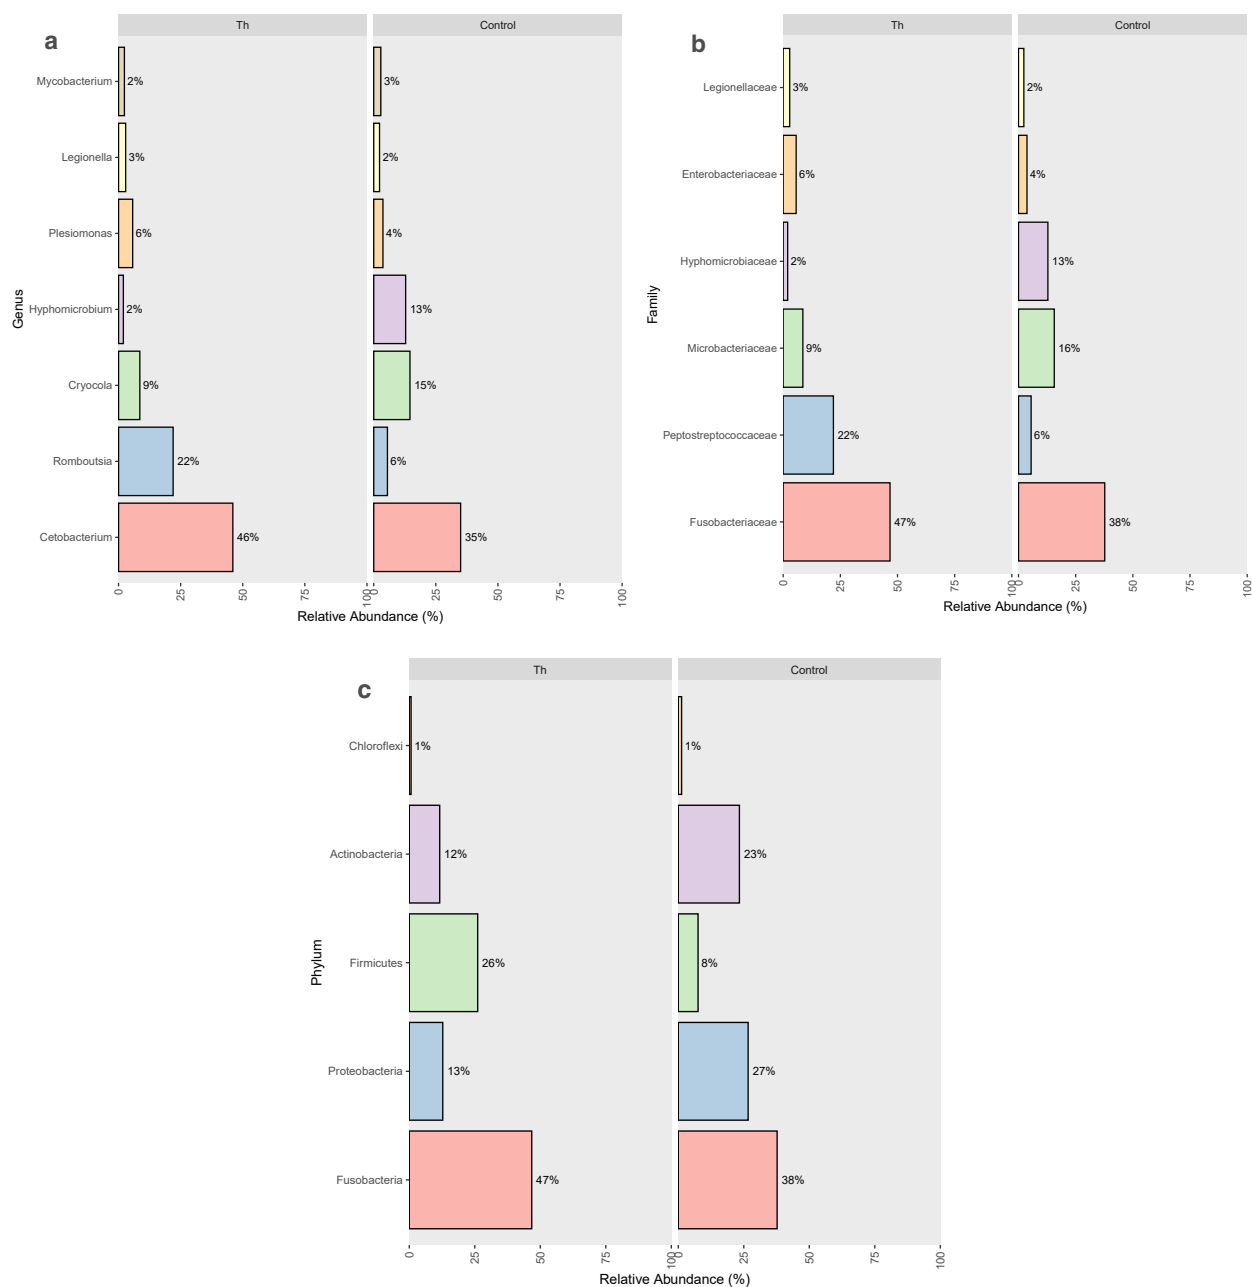 a
Th Control
Mycobacterium 2% 3%
Legionella 3% 2%
Plesiomonas 6% 4%
Hyphomicrobium 2% 13%
Cryocola 9% 15%
Romboutsia 22% 6%
Cetobacterium 46% 35%
Genus
0 25 50 75 100 0 25 50 75 100
Relative Abundance (%)
b
Th Control
Legionellaceae 3% 2%
Enterobacteriaceae 6% 4%
Hyphomicrobiaceae 2% 13%
Microbacteriaceae 9% 16%
Peptostreptococcaceae 22% 6%
Fusobacteriaceae 47% 38%
Family
0 25 50 75 100 0 25 50 75 100
Relative Abundance (%)
c
Th Control
Chloroflexi 1% 1%
Actinobacteria 12% 23%
Firmicutes 26% 8%
Proteobacteria 13% 27%
Fusobacteria 47% 38%
Phylum
0 25 50 75 100 0 25 50 75 100
Relative Abundance (%)